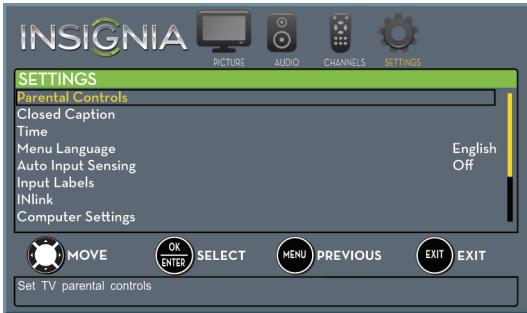 INSIGNIA
PICTURE AUDIO CHANNELS SETTINGS
SETTINGS
Parental Controls
Closed Caption
Time
Menu Language English
Auto Input Sensing Off
Input Labels
INlink
Computer Settings
MOVE OK ENTER SELECT MENU PREVIOUS EXIT EXIT
Set TV parental controls